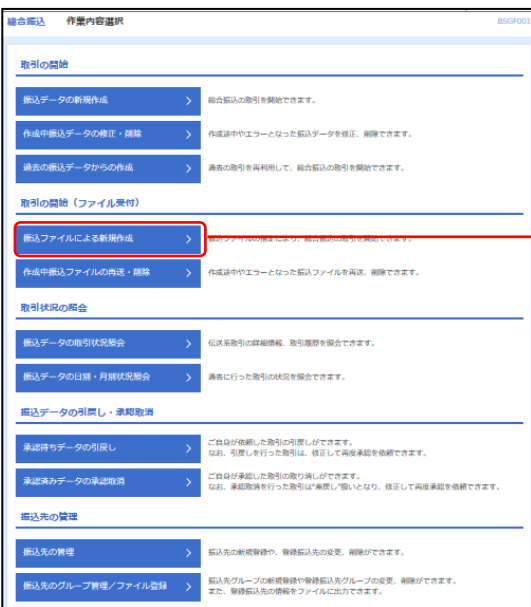 総合振込 作業内容選択 BSGF001
取引の開始
振込データの新規作成 総合振込の取引を開始できます。
作成中振込データの修正・削除 作成途中やエラーとなった振込データを修正、削除できます。
過去の振込データからの作成 過去の取引を再利用して、総合振込の取引を開始できます。
取引の開始（ファイル受付）
振込ファイルによる新規作成 振込ファイルの指定により、総合振込の取引を開始できます。
作成中振込ファイルの再送・削除 作成途中やエラーとなった振込ファイルを再送、削除できます。
取引状況の照会
振込データの取引状況照会 伝送系取引の詳細情報、取引履歴を照会できます。
振込データの日別・月別状況照会 過去に行った取引の状況を照会できます。
振込データの引戻し・承認取消
承認待ちデータの引戻し ご自身が依頼した取引の引戻しができます。
なお、引戻しを行った取引は、修正して再度承認を依頼できます。
承認済みデータの承認取消 ご自身が承認した取引の取り消しができます。
なお、承認取消を行った取引は"差戻し"扱いとなり、修正して再度承認を依頼できます。
振込先の管理
振込先の管理 振込先の新規登録や、登録振込先の変更、削除ができます。
振込先のグループ管理／ファイル登録 振込先グループの新規登録や登録振込先グループの変更、削除ができます。
また、登録振込先の情報をファイルに出力できます。